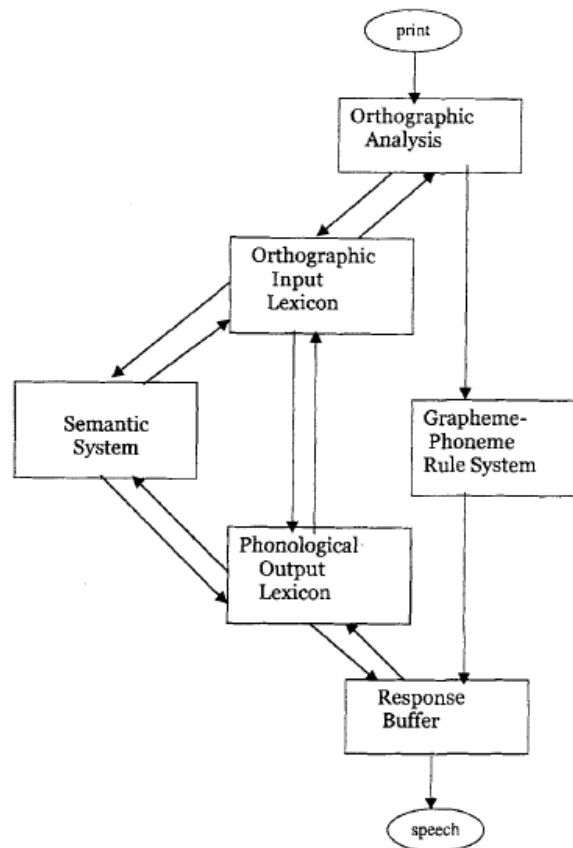 print
Orthographic
Analysis
Orthographic
Input
Lexicon
Semantic
System
Grapheme-
Phoneme
Rule System
Phonological
Output
Lexicon
Response
Buffer
speech